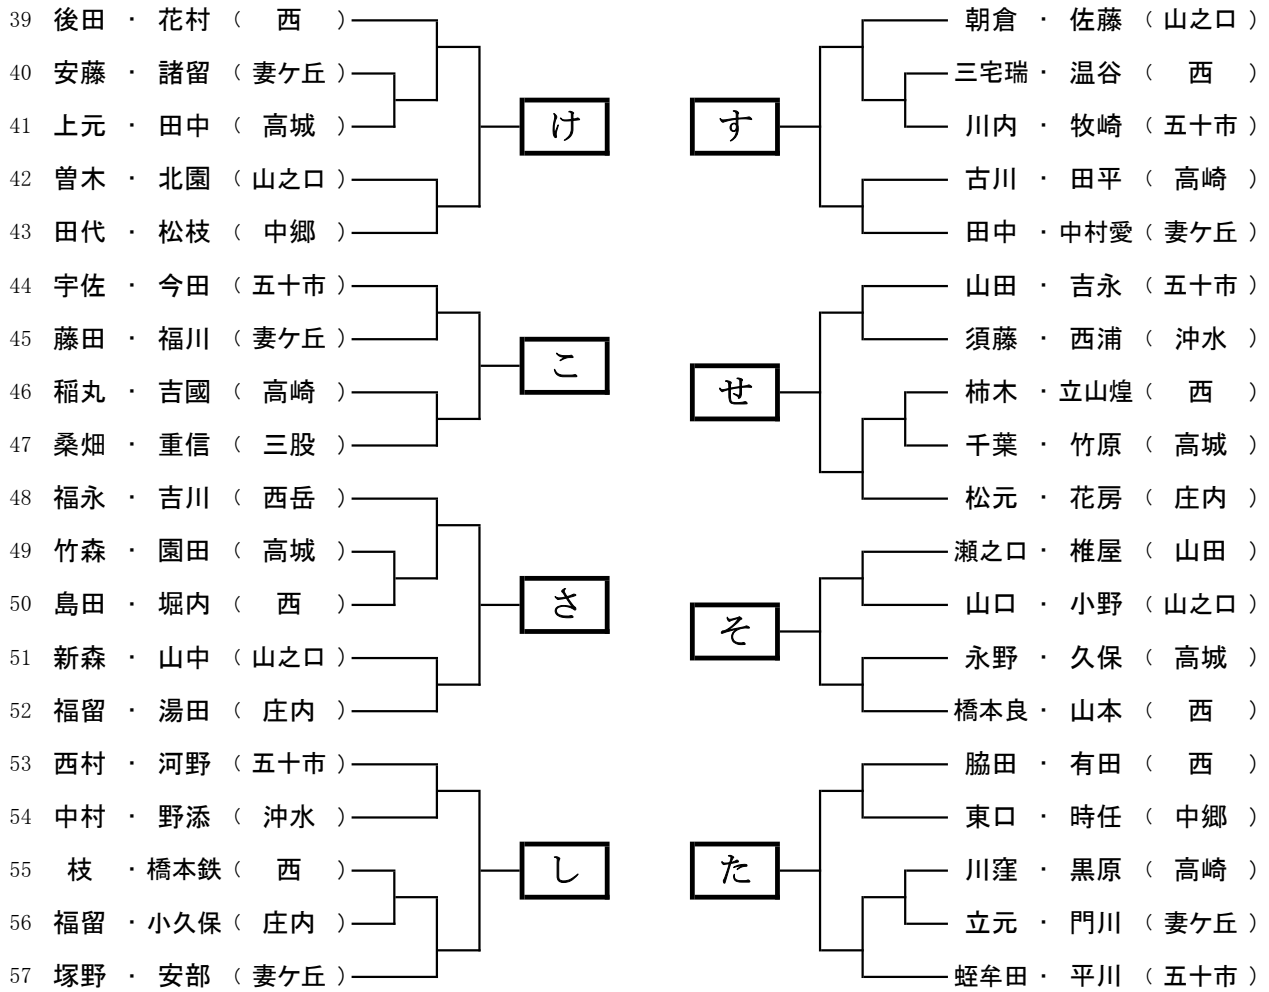 39 後田 ・ 花村 （ 西 ） 朝倉 ・ 佐藤 （ 山之口 ）
40 安藤 ・ 諸留 （ 妻ケ丘 ） 三宅瑞 ・ 温谷 （ 西 ）
け す
41 上元 ・ 田中 （ 高城 ） 川内 ・ 牧崎 （ 五十市 ）
42 曽木 ・ 北園 （ 山之口 ） 古川 ・ 田平 （ 高崎 ）
43 田代 ・ 松枝 （ 中郷 ） 田中 ・ 中村愛 （ 妻ケ丘 ）
44 宇佐 ・ 今田 （ 五十市 ） 山田 ・ 吉永 （ 五十市 ）
45 藤田 ・ 福川 （ 妻ケ丘 ） 須藤 ・ 西浦 （ 沖水 ）
こ
46 稲丸 ・ 吉國 （ 高崎 ） 柿木 ・ 立山煌 （ 西 ）
せ
47 桑畑 ・ 重信 （ 三股 ） 千葉 ・ 竹原 （ 高城 ）
48 福永 ・ 吉川 （ 西岳 ） 松元 ・ 花房 （ 庄内 ）
49 竹森 ・ 園田 （ 高城 ） 瀬之口 ・ 椎屋 （ 山田 ）
50 島田 ・ 堀内 （ 西 ） 山口 ・ 小野 （ 山之口 ）
さ
そ
51 新森 ・ 山中 （ 山之口 ） 永野 ・ 久保 （ 高城 ）
52 福留 ・ 湯田 （ 庄内 ） 橋本良 ・ 山本 （ 西 ）
53 西村 ・ 河野 （ 五十市 ） 脇田 ・ 有田 （ 西 ）
54 中村 ・ 野添 （ 沖水 ） 東口 ・ 時任 （ 中郷 ）
55 枝 ・ 橋本鉄 （ 西 ） 川窪 ・ 黒原 （ 高崎 ）
し た
56 福留 ・ 小久保 （ 庄内 ） 立元 ・ 門川 （ 妻ケ丘 ）
57 塚野 ・ 安部 （ 妻ケ丘 ） 蛭牟田 ・ 平川 （ 五十市 ）